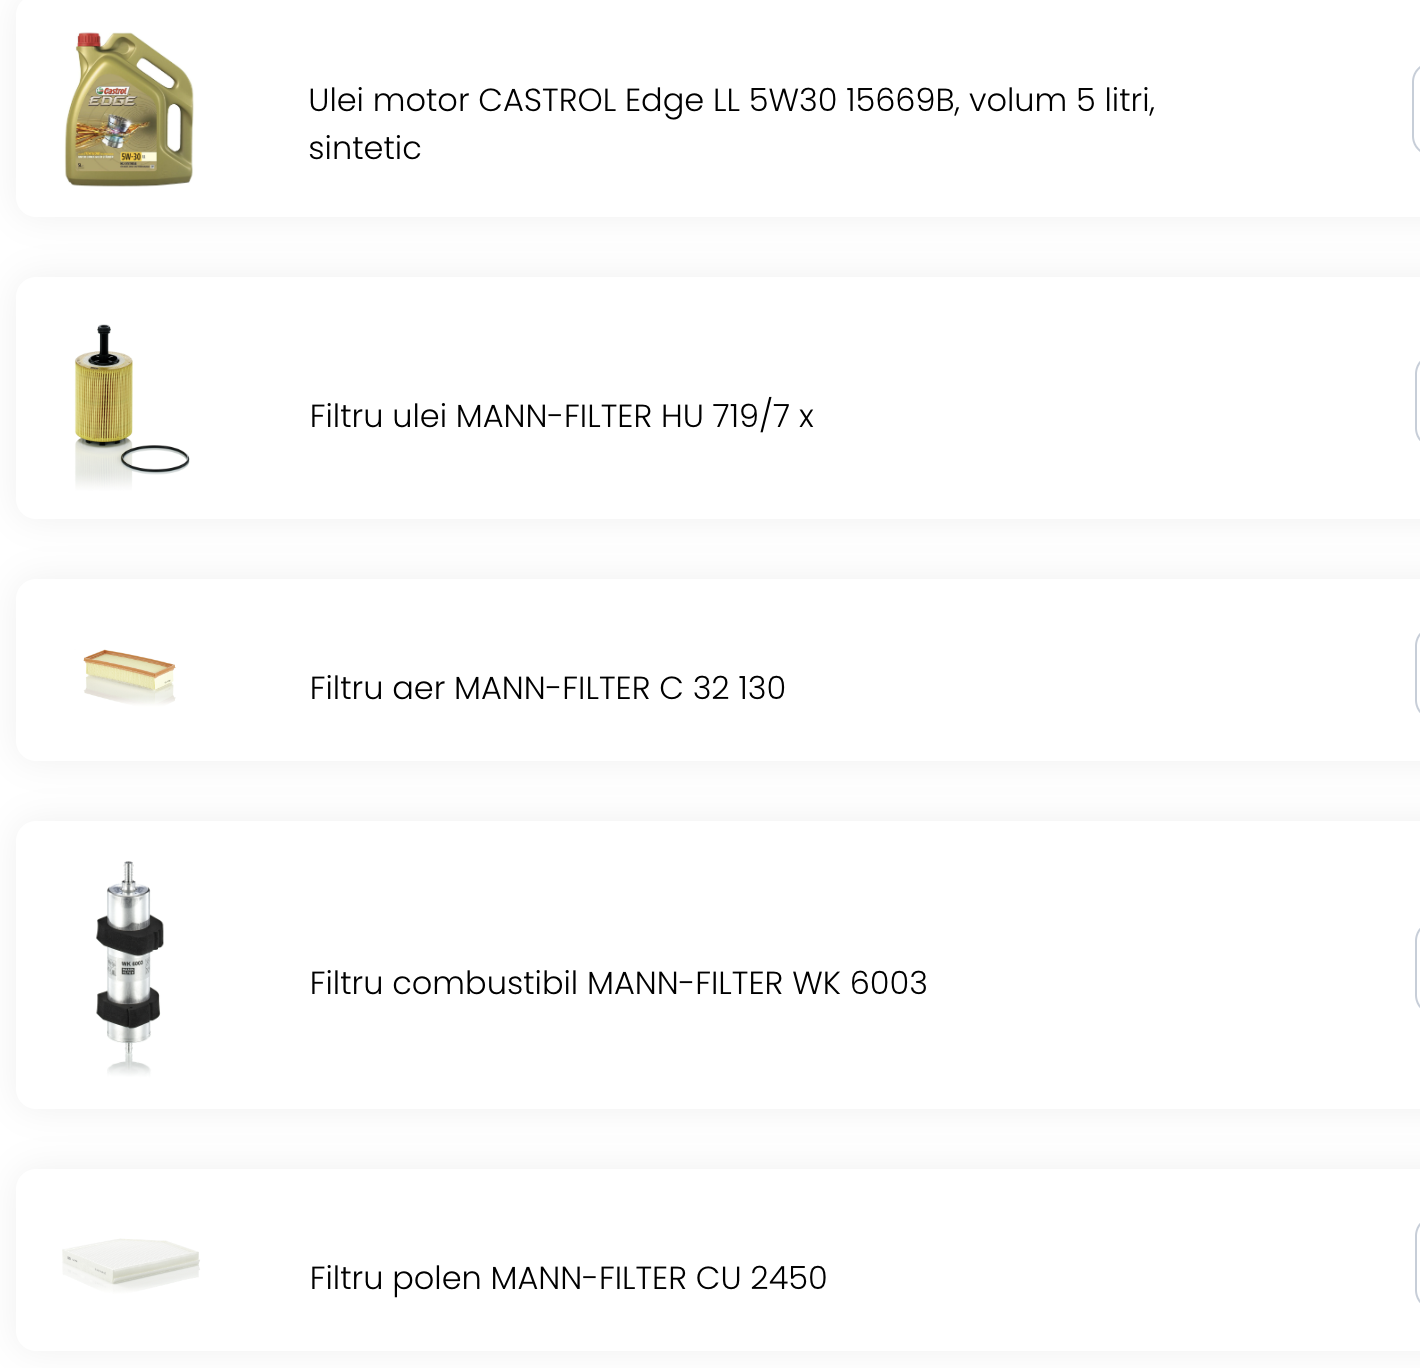 Castrol
EDGE
5W-30
Ulei motor CASTROL Edge LL 5W30 15669B, volum 5 litri,
sintetic
Filtru ulei MANN-FILTER HU 719/7 x
Filtru aer MANN-FILTER C 32 130
WK 6003
Filtru combustibil MANN-FILTER WK 6003
Filtru polen MANN-FILTER CU 2450